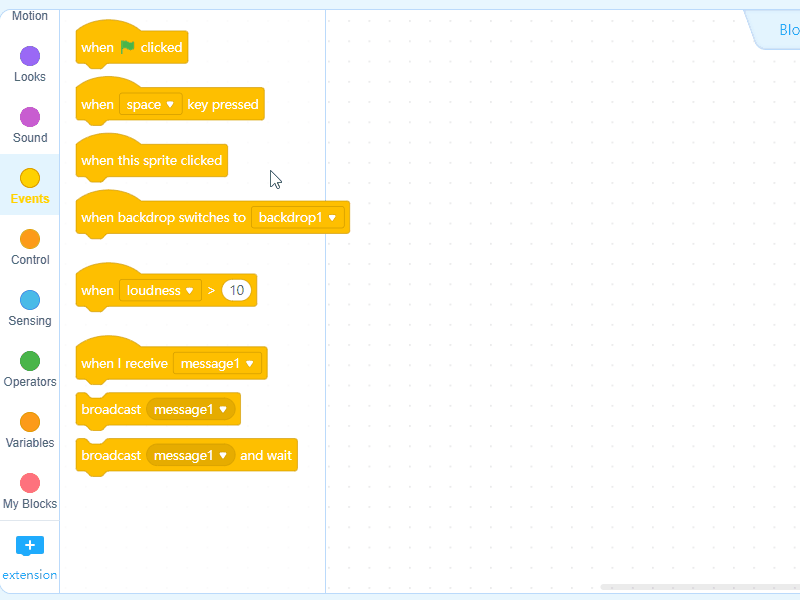 Motion
Looks
Sound
Events
Control
Sensing
Operators
Variables
My Blocks
extension
when clicked
when space key pressed
when this sprite clicked
when backdrop switches to backdrop1
when loudness > 10
when I receive message1
broadcast message1
broadcast message1 and wait
Blo